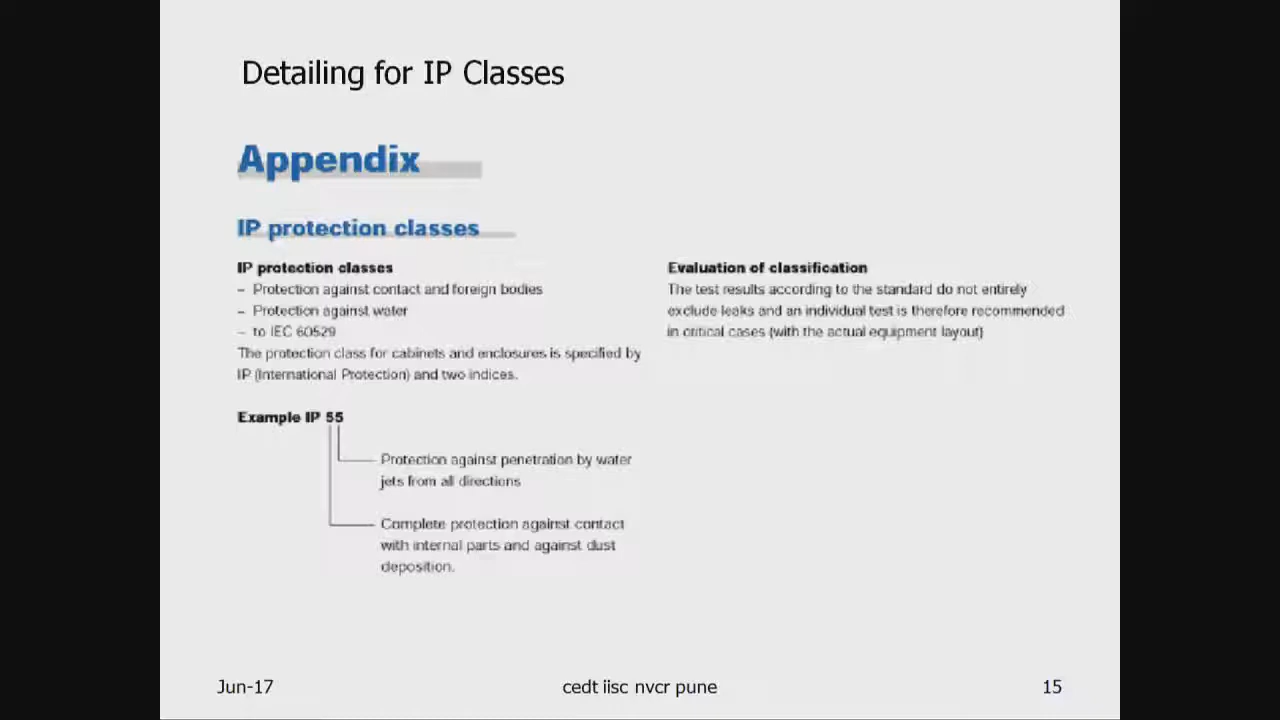 Detailing for IP Classes
Appendix
IP protection classes
IP protection classes
– Protection against contact and foreign bodies
– Protection against water
– to IEC 60529
The protection class for cabinets and enclosures is specified by
IP (International Protection) and two indices.
Example IP 55
Protection against penetration by water
jets from all directions
Complete protection against contact
with internal parts and against dust
deposition.
Evaluation of classification
The test results according to the standard do not entirely
exclude leaks and an individual test is therefore recommended
in critical cases (with the actual equipment layout)
Jun-17
cedt iisc nvcr pune
15